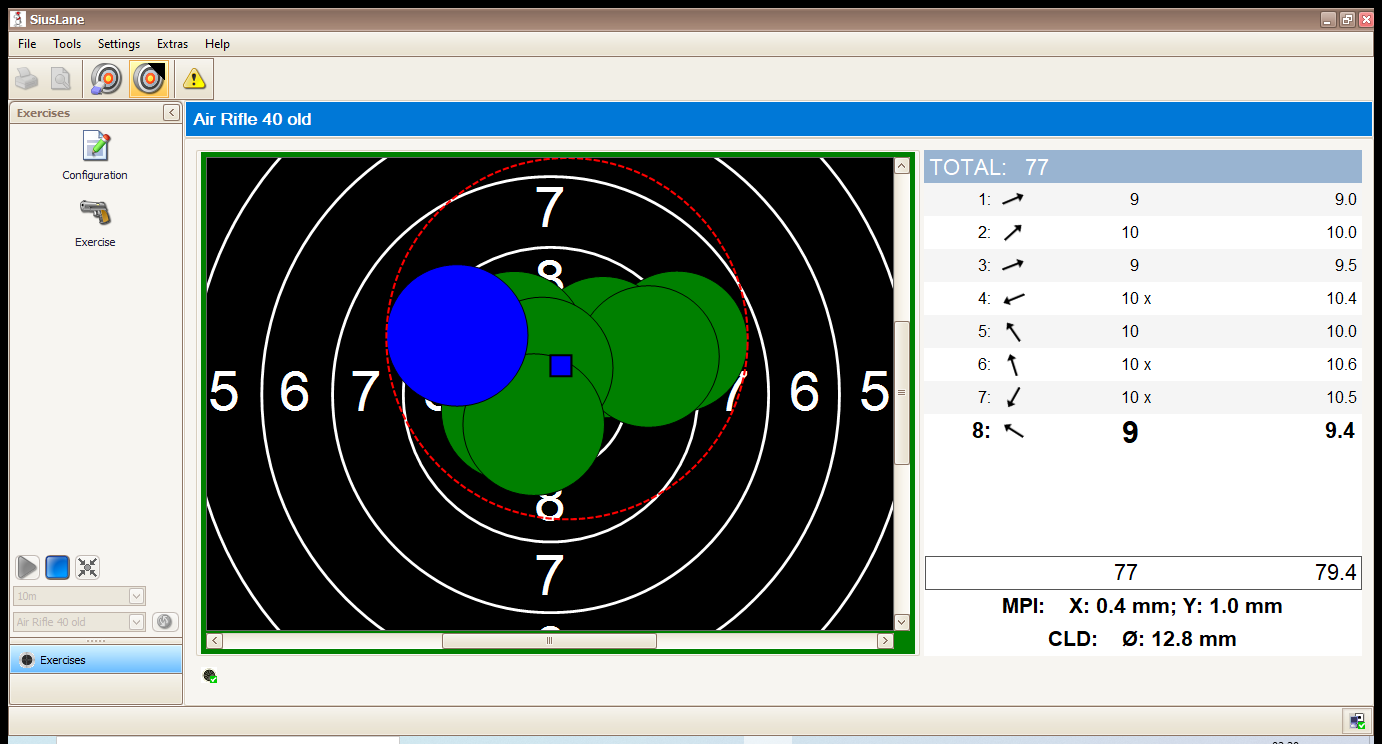 SiusLane
File Tools Settings Extras Help
Exercises
Configuration
Exercise
10m
Air Rifle 40 old
Exercises
Air Rifle 40 old
7
8
5 6 7 7 6 5
8
7
TOTAL: 77
1: 9 9.0
2: 10 10.0
3: 9 9.5
4: 10 x 10.4
5: 10 10.0
6: 10 x 10.6
7: 10 x 10.5
8: 9 9.4
77 79.4
MPI: X: 0.4 mm; Y: 1.0 mm
CLD: Ø: 12.8 mm